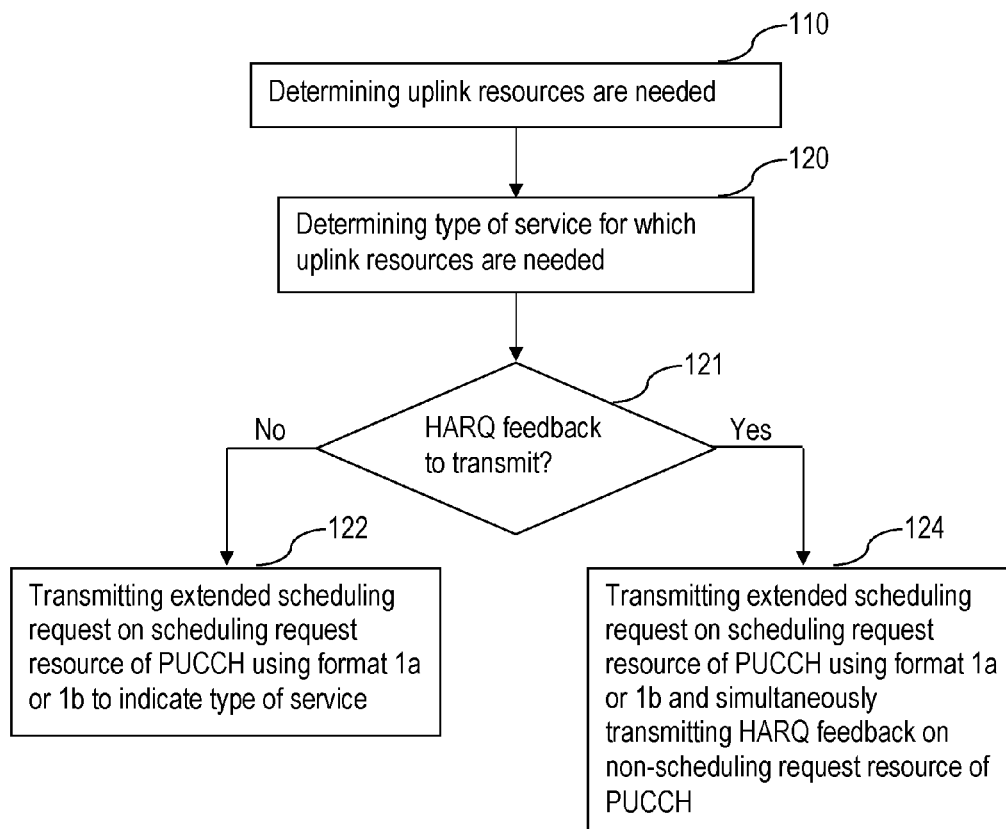 110
Determining uplink resources are needed
120
Determining type of service for which
uplink resources are needed
121
HARQ feedback
to transmit?
No
Yes
122
Transmitting extended scheduling
request on scheduling request
resource of PUCCH using format 1a
or 1b to indicate type of service
124
Transmitting extended scheduling
request on scheduling request
resource of PUCCH using format 1a
or 1b and simultaneously
transmitting HARQ feedback on
non-scheduling request resource of
PUCCH